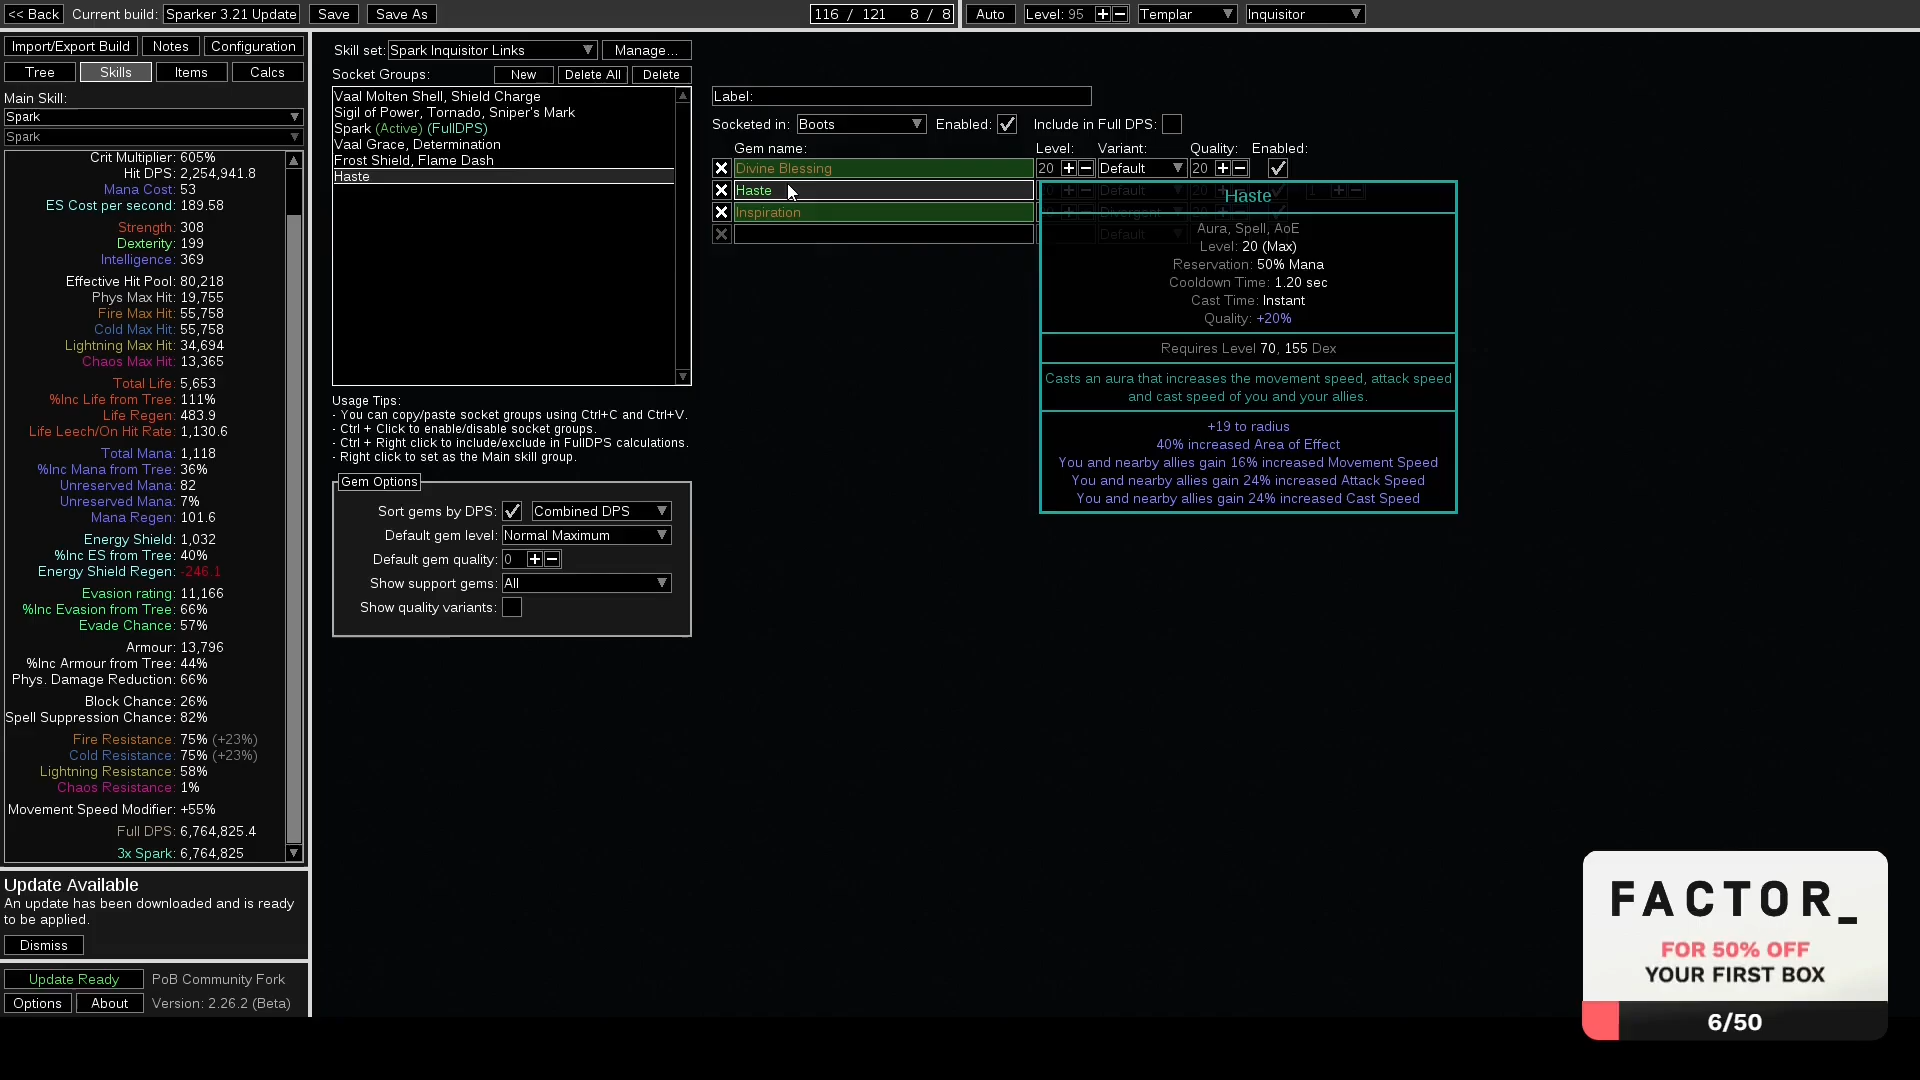 << Back Current build: Sparker 3.21 Update Save Save As 116 / 121 8 / 8 Auto Level: 95 Templar Inquisitor
Import/Export Build Notes Configuration
Tree Skills Items Calcs
Main Skill:
Spark
Spark
Crit Multiplier: 605%
Hit DPS: 2,254,941.8
Mana Cost: 53
ES Cost per second: 189.58
Strength: 308
Dexterity: 199
Intelligence: 369
Effective Hit Pool: 80,218
Phys Max Hit: 19,755
Fire Max Hit: 55,758
Cold Max Hit: 55,758
Lightning Max Hit: 34,694
Chaos Max Hit: 13,365
Total Life: 5,653
%Inc Life from Tree: 111%
Life Regen: 483.9
Life Leech/On Hit Rate: 1,130.6
Total Mana: 1,118
%Inc Mana from Tree: 36%
Unreserved Mana: 82
Unreserved Mana: 7%
Mana Regen: 101.6
Energy Shield: 1,032
%Inc ES from Tree: 40%
Energy Shield Regen: -246.1
Evasion rating: 11,166
%Inc Evasion from Tree: 66%
Evade Chance: 57%
Armour: 13,796
%Inc Armour from Tree: 44%
Phys. Damage Reduction: 66%
Block Chance: 26%
Spell Suppression Chance: 82%
Fire Resistance: 75% (+23%)
Cold Resistance: 75% (+23%)
Lightning Resistance: 58%
Chaos Resistance: 1%
Movement Speed Modifier: +55%
Full DPS: 6,764,825.4
3x Spark: 6,764,825
Update Available
An update has been downloaded and is ready
to be applied.
Dismiss
Update Ready PoB Community Fork
Options About Version: 2.26.2 (Beta)
Skill set: Spark Inquisitor Links Manage...
Socket Groups: New Delete All Delete
Vaal Molten Shell, Shield Charge
Sigil of Power, Tornado, Sniper's Mark
Spark (Active) (FullDPS)
Vaal Grace, Determination
Frost Shield, Flame Dash
Haste
Usage Tips:
- You can copy/paste socket groups using Ctrl+C and Ctrl+V.
- Ctrl + Click to enable/disable socket groups.
- Ctrl + Right click to include/exclude in FullDPS calculations.
- Right click to set as the Main skill group.
Gem Options
Sort gems by DPS: Combined DPS
Default gem level: Normal Maximum
Default gem quality: 0
Show support gems: All
Show quality variants:
Label:
Socketed in: Boots Enabled: Include in Full DPS:
Gem name: Level: Variant: Quality: Enabled:
Divine Blessing 20 Default 20
Haste Default 1
Inspiration Divergent
Default
Haste
Aura, Spell, AoE
Level: 20 (Max)
Reservation: 50% Mana
Cooldown Time: 1.20 sec
Cast Time: Instant
Quality: +20%
Requires Level 70, 155 Dex
Casts an aura that increases the movement speed, attack speed
and cast speed of you and your allies.
+19 to radius
40% increased Area of Effect
You and nearby allies gain 16% increased Movement Speed
You and nearby allies gain 24% increased Attack Speed
You and nearby allies gain 24% increased Cast Speed
FACTOR_
FOR 50% OFF
YOUR FIRST BOX
6/50